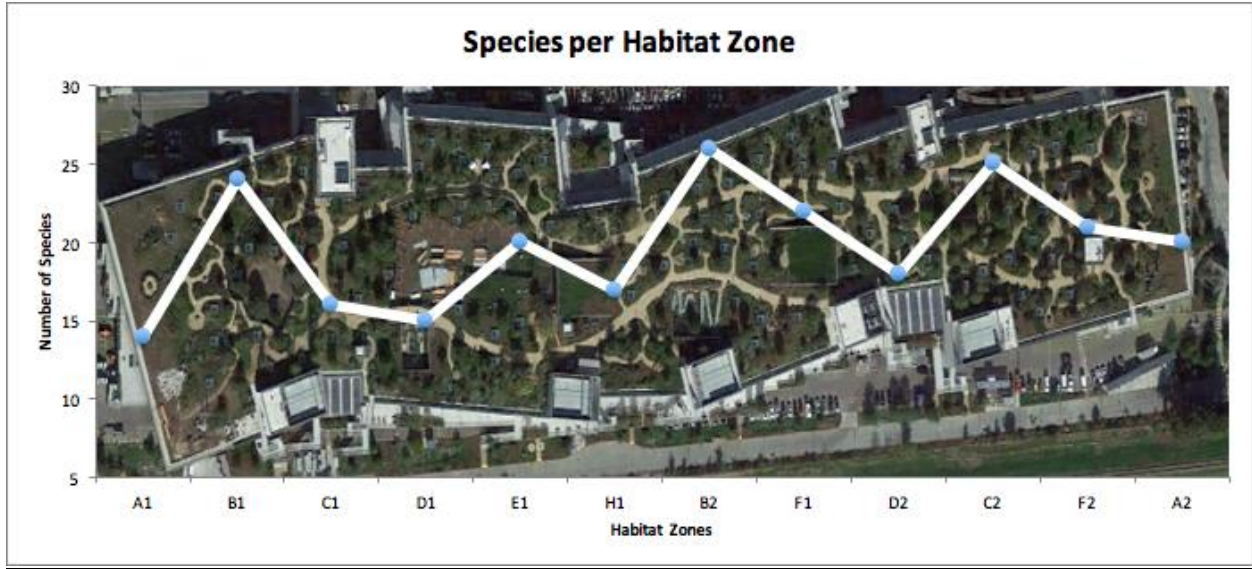 Species per Habitat Zone
30
25
20
15
10
5
Number of Species
A1 B1 C1 D1 E1 H1 B2 F1 D2 C2 F2 A2
Habitat Zones